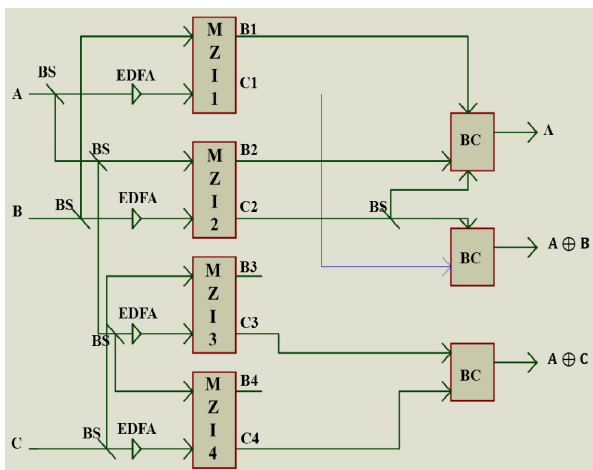 M Z I 1
B1
C1
BS
EDFA
A
BC
A
BS
M Z I 2
B2
C2
BS
EDFA
B
BS
BC
A ⊕ B
M Z I 3
B3
C3
EDFA
BS
BC
A ⊕ C
M Z I 4
B4
C4
BS
EDFA
C